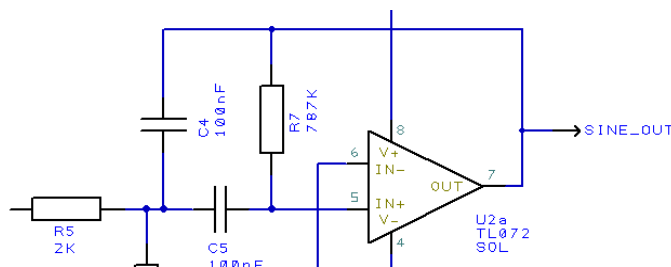 C4
100nF
R7
787K
8
V+
6
IN-
OUT
7
SINE_OUT
5
IN+
V-
4
R5
2K
C5
100nF
U2a
TL072
SOL